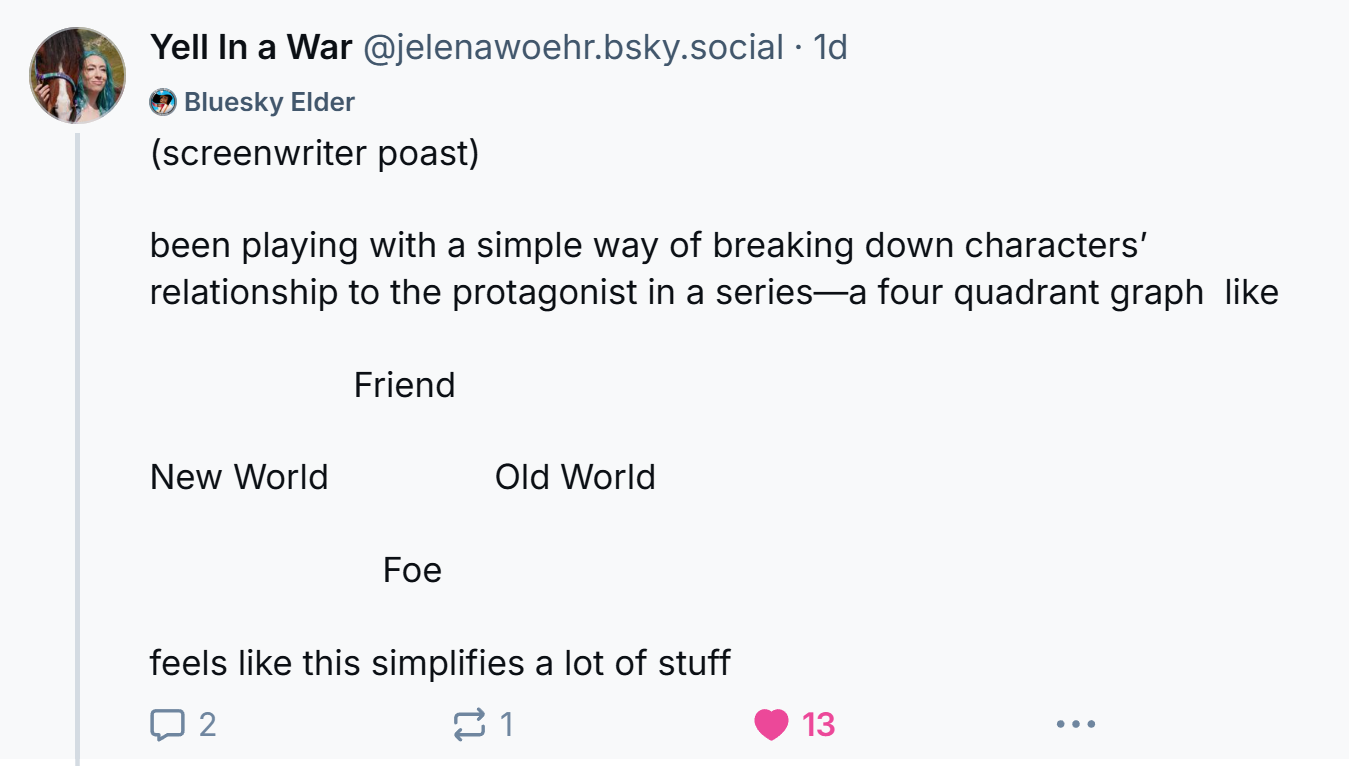 Yell In a War @jelenawoehr.bsky.social · 1d
Bluesky Elder
(screenwriter poast)
been playing with a simple way of breaking down characters’
relationship to the protagonist in a series—a four quadrant graph  like
Friend
New World Old World
Foe
feels like this simplifies a lot of stuff
2 1 13